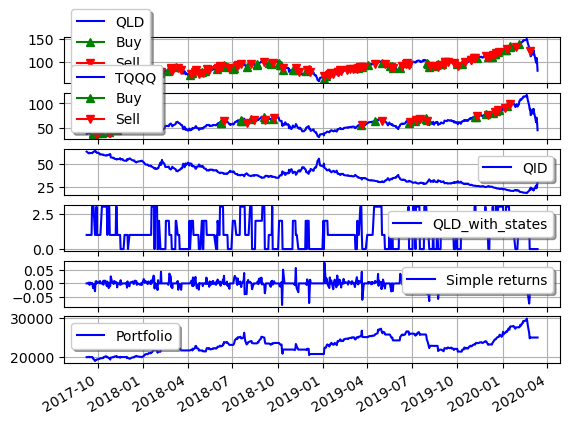 QLD
Buy
Sell
150
100
TQQQ
Buy
Sell
100
50
QID
50
25
QLD_with_states
2.5
0.0
Simple returns
0.05
0.00
−0.05
Portfolio
30000
20000
2017-10 2018-01 2018-04 2018-07 2018-10 2019-01 2019-04 2019-07 2019-10 2020-01 2020-04